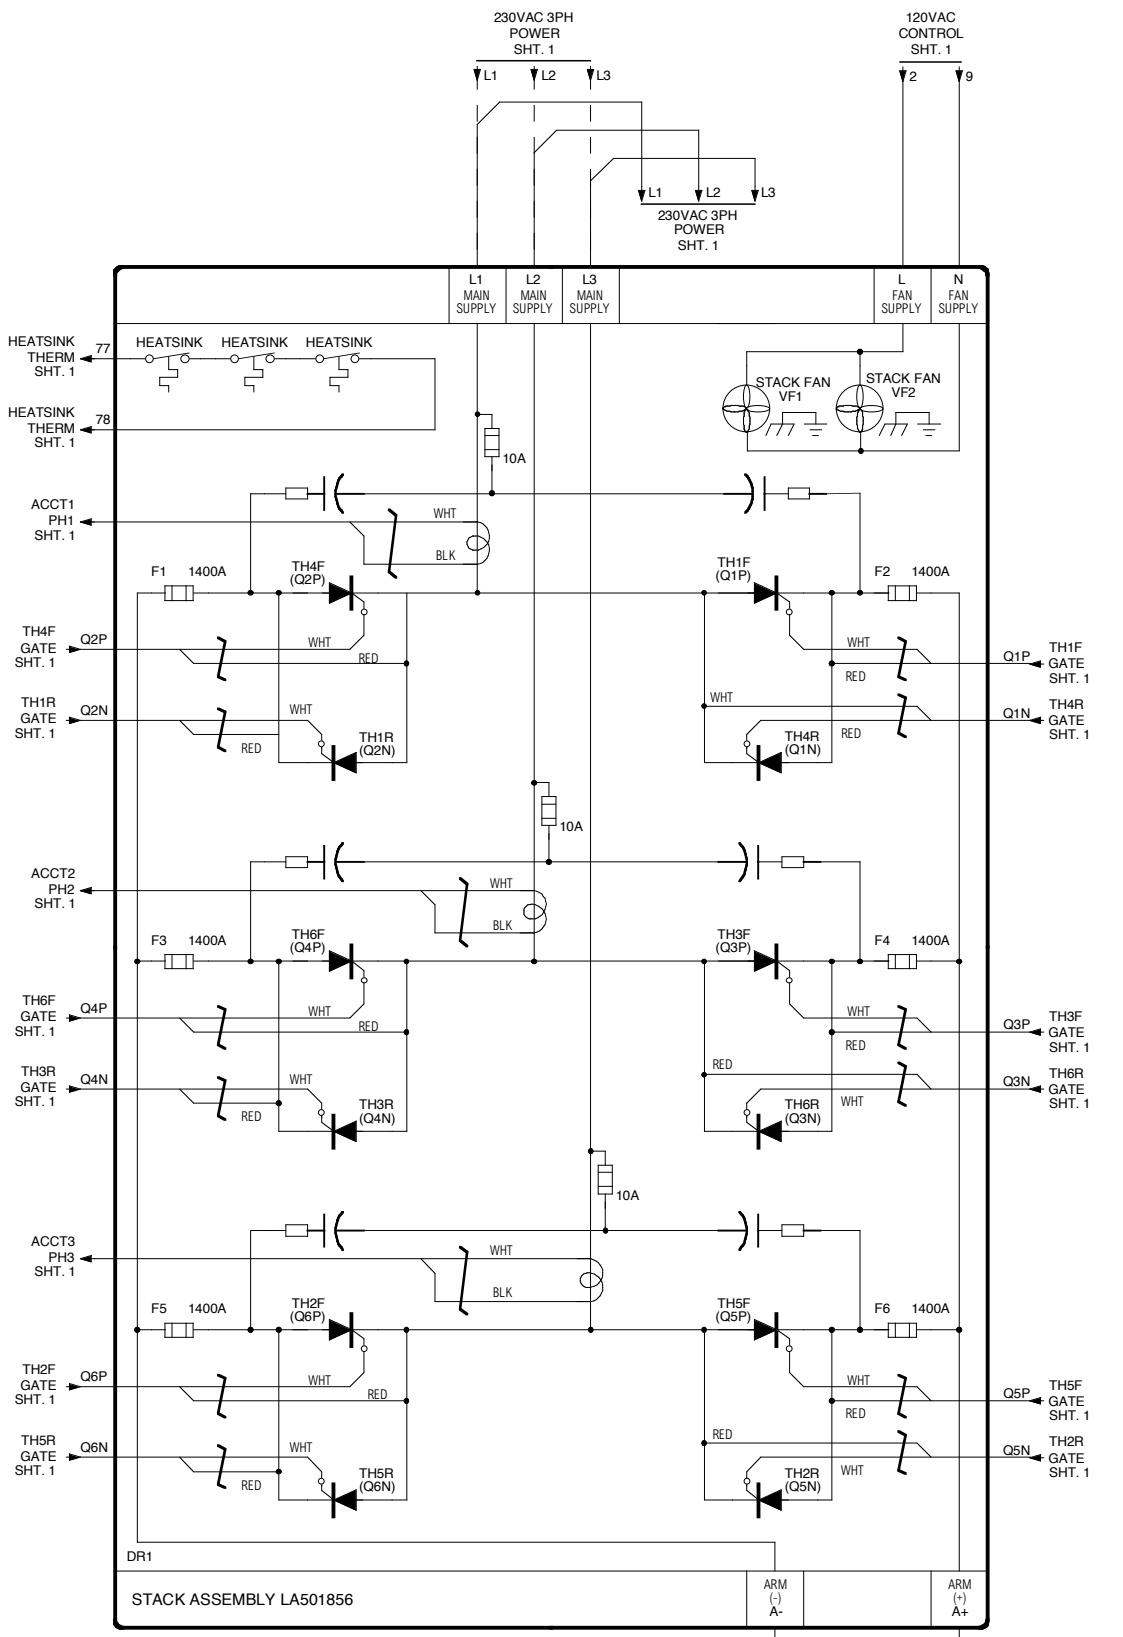 230VAC 3PH
POWER
SHT. 1
120VAC
CONTROL
SHT. 1
L1
L2
L3
2
9
L1
L2
L3
230VAC 3PH
POWER
SHT. 1
L1
MAIN
SUPPLY
L2
MAIN
SUPPLY
L3
MAIN
SUPPLY
L
FAN
SUPPLY
N
FAN
SUPPLY
HEATSINK
THERM
SHT. 1
77
HEATSINK
HEATSINK
HEATSINK
HEATSINK
THERM
SHT. 1
78
STACK FAN
VF1
STACK FAN
VF2
10A
ACCT1
PH1
SHT. 1
WHT
BLK
F1
1400A
TH4F
(Q2P)
TH1F
(Q1P)
F2
1400A
TH4F
GATE
SHT. 1
Q2P
WHT
RED
WHT
RED
Q1P
TH1F
GATE
SHT. 1
TH1R
GATE
SHT. 1
Q2N
WHT
RED
TH1R
(Q2N)
WHT
RED
TH4R
(Q1N)
Q1N
TH4R
GATE
SHT. 1
10A
ACCT2
PH2
SHT. 1
WHT
BLK
F3
1400A
TH6F
(Q4P)
TH3F
(Q3P)
F4
1400A
TH6F
GATE
SHT. 1
Q4P
WHT
RED
WHT
RED
Q3P
TH3F
GATE
SHT. 1
TH3R
GATE
SHT. 1
Q4N
WHT
RED
TH3R
(Q4N)
RED
WHT
TH6R
(Q3N)
Q3N
TH6R
GATE
SHT. 1
10A
ACCT3
PH3
SHT. 1
WHT
BLK
F5
1400A
TH2F
(Q6P)
TH5F
(Q5P)
F6
1400A
TH2F
GATE
SHT. 1
Q6P
WHT
RED
WHT
RED
Q5P
TH5F
GATE
SHT. 1
TH5R
GATE
SHT. 1
Q6N
WHT
RED
TH5R
(Q6N)
RED
WHT
TH2R
(Q5N)
Q5N
TH2R
GATE
SHT. 1
DR1
STACK ASSEMBLY LA501856
ARM
(-)
A-
ARM
(+)
A+